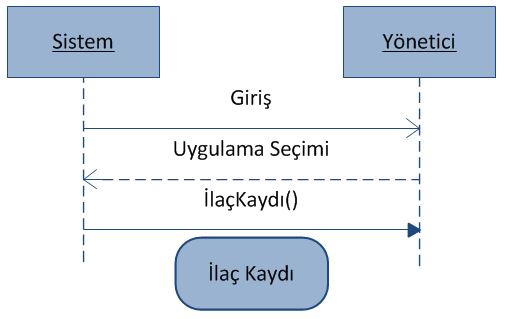 Sistem
Yönetici
Giriş
Uygulama Seçimi
İlaçKaydı()
İlaç Kaydı